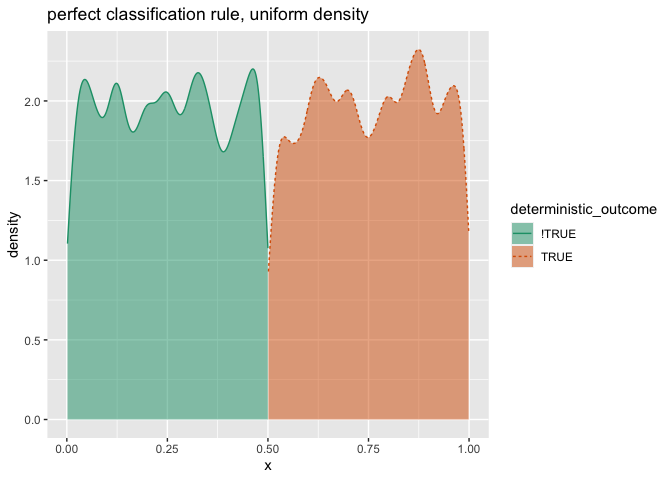 perfect classification rule, uniform density
density
2.0
1.5
1.0
0.5
0.0
0.00 0.25 0.50 0.75 1.00
x
deterministic_outcome
!TRUE
TRUE